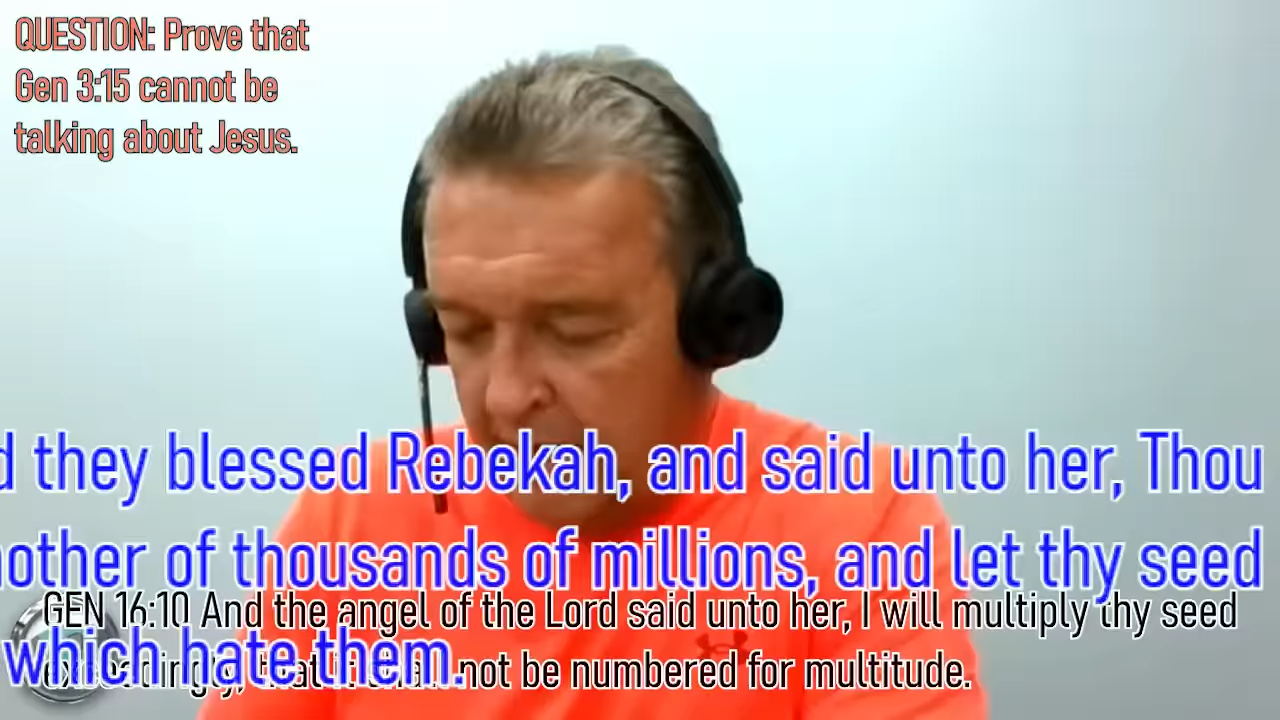 QUESTION: Prove that
Gen 3:15 cannot be
talking about Jesus.
they blessed Rebekah, and said unto her, Thou
of thousands of millions, and let thy seed
GEN 16:10 And the angel of the Lord said unto her, I will multiply thy seed
which hate them.
not be numbered for multitude.